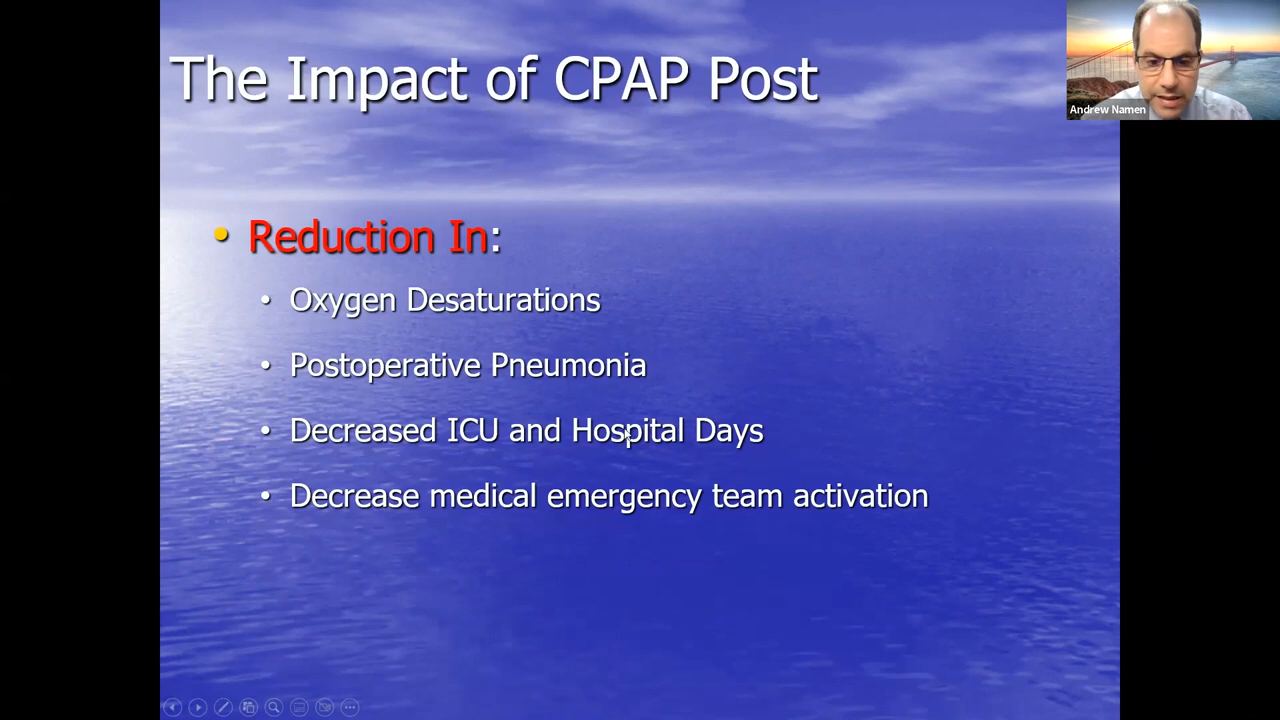 The Impact of CPAP Post
Andrew Namen
• Reduction In:
• Oxygen Desaturations
• Postoperative Pneumonia
• Decreased ICU and Hospital Days
• Decrease medical emergency team activation